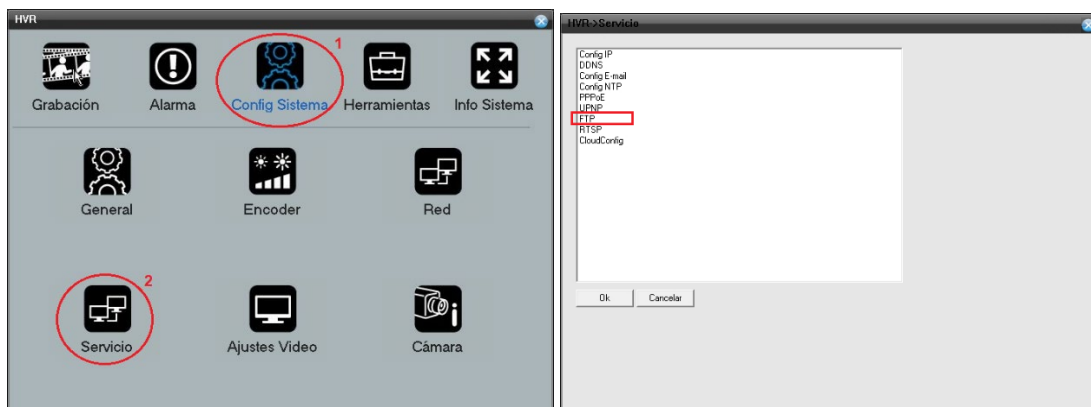 HVR
1
Grabación Alarma Config Sistema Herramientas Info Sistema
General Encoder Red
2
Servicio Ajustes Video Cámara
HVR->Servicio
Config IP
DDNS
Config E-mail
Config NTP
PPPoE
UPNP
FTP
RTSP
CloudConfig
Ok Cancelar